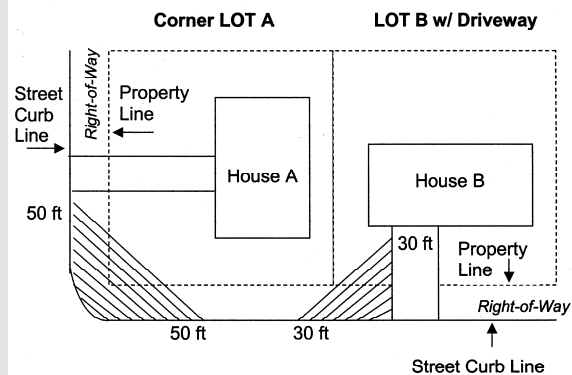 Corner LOT A
LOT B w/ Driveway
Street
Curb
Line
Right-of-Way
Property
Line
House A
House B
50 ft
30 ft
Property
Line
Right-of-Way
50 ft
30 ft
Street Curb Line